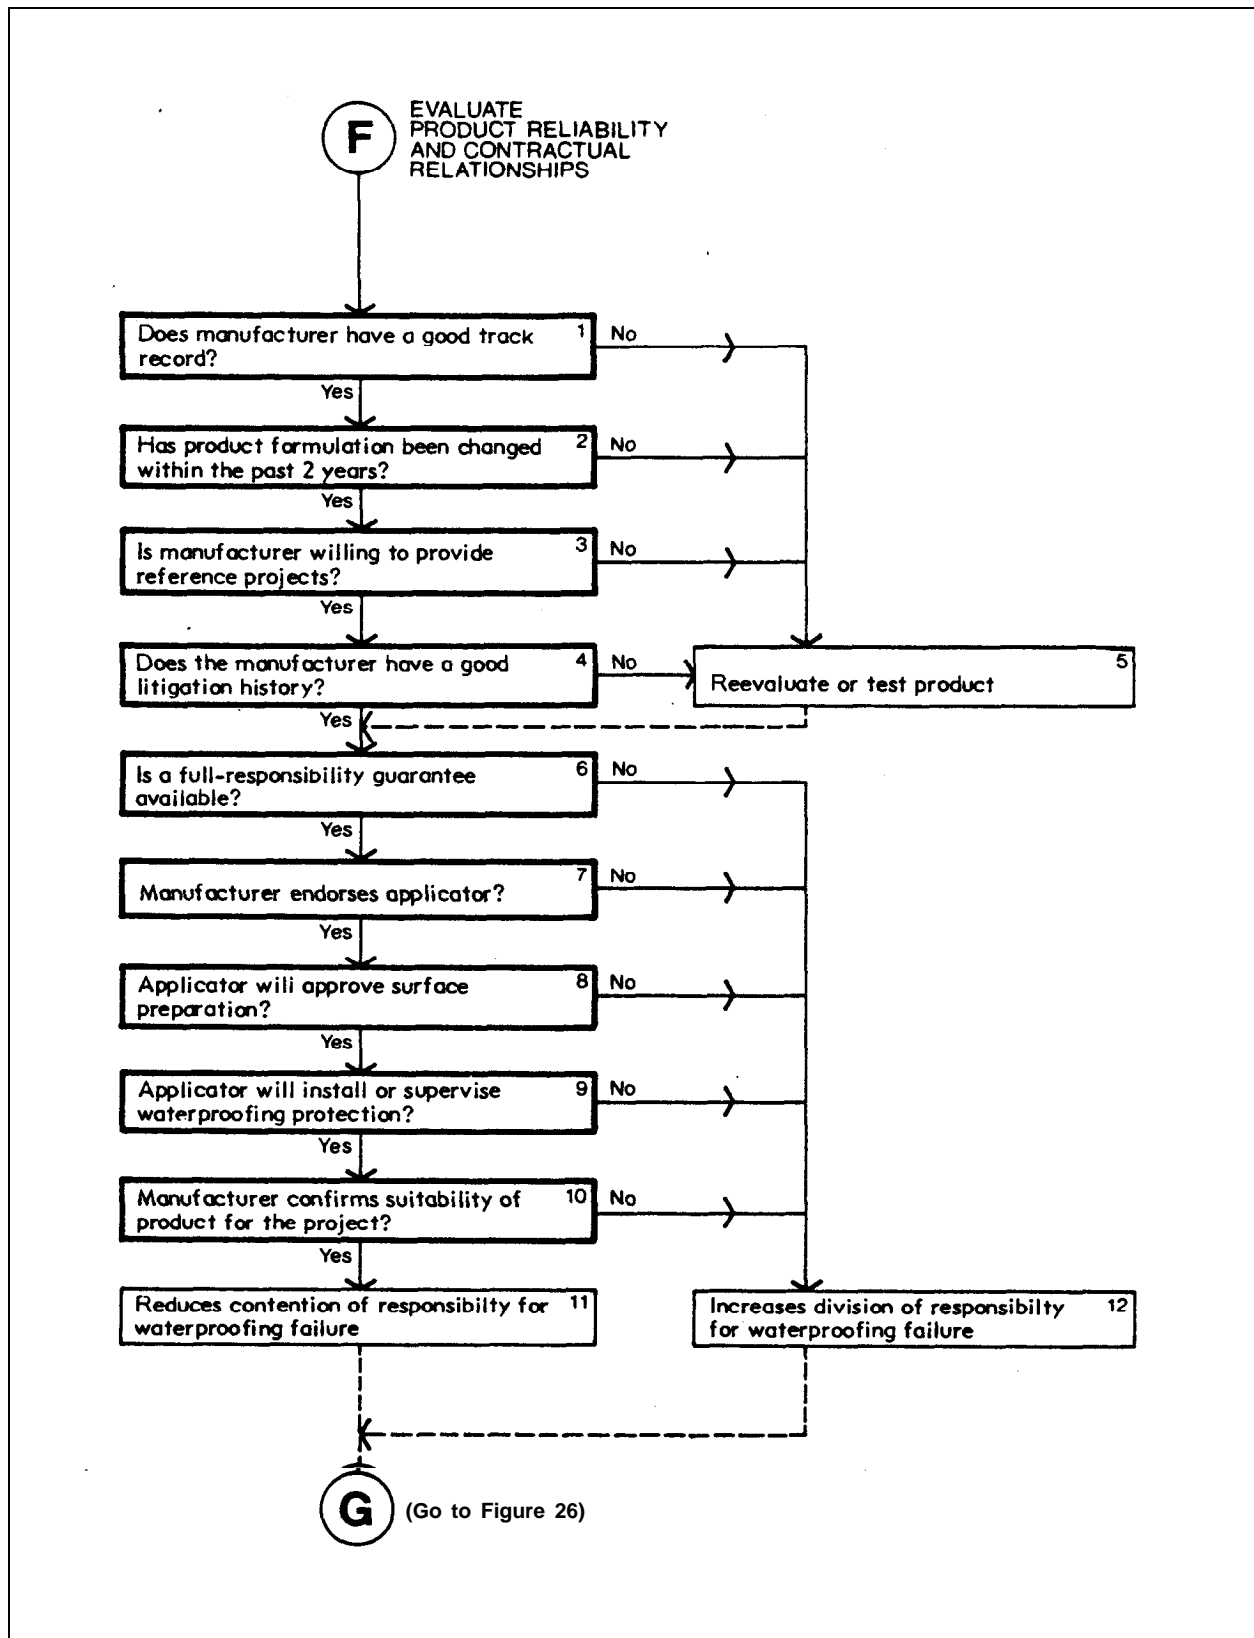 F
EVALUATE
PRODUCT RELIABILITY
AND CONTRACTUAL
RELATIONSHIPS
Does manufacturer have a good track 1
record?
No
Yes
Has product formulation been changed 2
within the past 2 years?
No
Yes
Is manufacturer willing to provide 3
reference projects?
No
Yes
Does the manufacturer have a good 4
litigation history?
No
5
Reevaluate or test product
Yes
Is a full-responsibility guarantee 6
available?
No
Yes
7
Manufacturer endorses applicator?
No
Yes
Applicator will approve surface 8
preparation?
No
Yes
Applicator will install or supervise 9
waterproofing protection?
No
Yes
Manufacturer confirms suitability of 10
product for the project?
No
Yes
Reduces contention of responsibilty for 11
waterproofing failure
Increases division of responsibilty 12
for waterproofing failure
G
(Go to Figure 26)